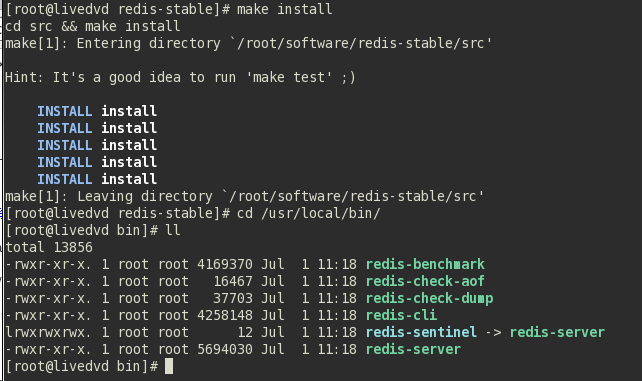 [root@livedvd redis-stable]# make install
cd src && make install
make[1]: Entering directory `/root/software/redis-stable/src'
Hint: It's a good idea to run 'make test' ;)
INSTALL install
INSTALL install
INSTALL install
INSTALL install
INSTALL install
make[1]: Leaving directory `/root/software/redis-stable/src'
[root@livedvd redis-stable]# cd /usr/local/bin/
[root@livedvd bin]# ll
total 13856
-rwxr-xr-x. 1 root root 4169370 Jul  1 11:18 redis-benchmark
-rwxr-xr-x. 1 root root   16467 Jul  1 11:18 redis-check-aof
-rwxr-xr-x. 1 root root   37703 Jul  1 11:18 redis-check-dump
-rwxr-xr-x. 1 root root 4258148 Jul  1 11:18 redis-cli
lrwxrwxrwx. 1 root root      12 Jul  1 11:18 redis-sentinel -> redis-server
-rwxr-xr-x. 1 root root 5694030 Jul  1 11:18 redis-server
[root@livedvd bin]#